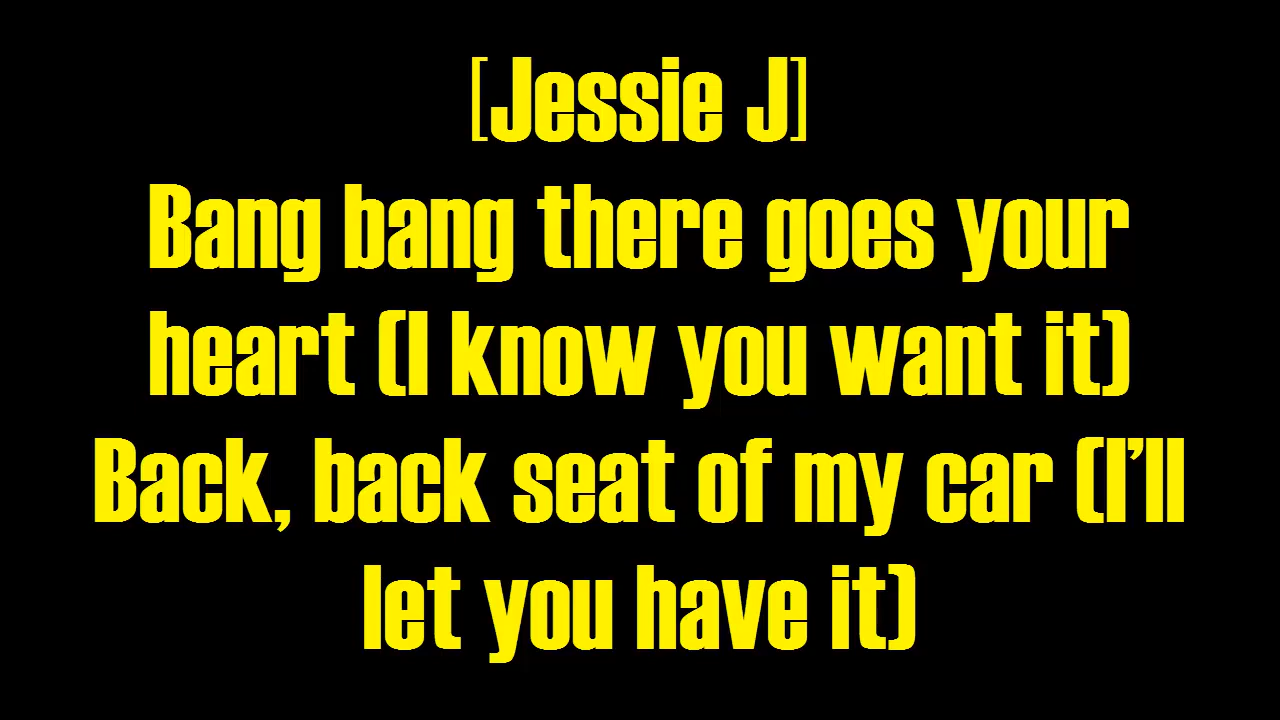 [Jessie J]
Bang bang there goes your
heart (I know you want it)
Back, back seat of my car (I'll
let you have it)